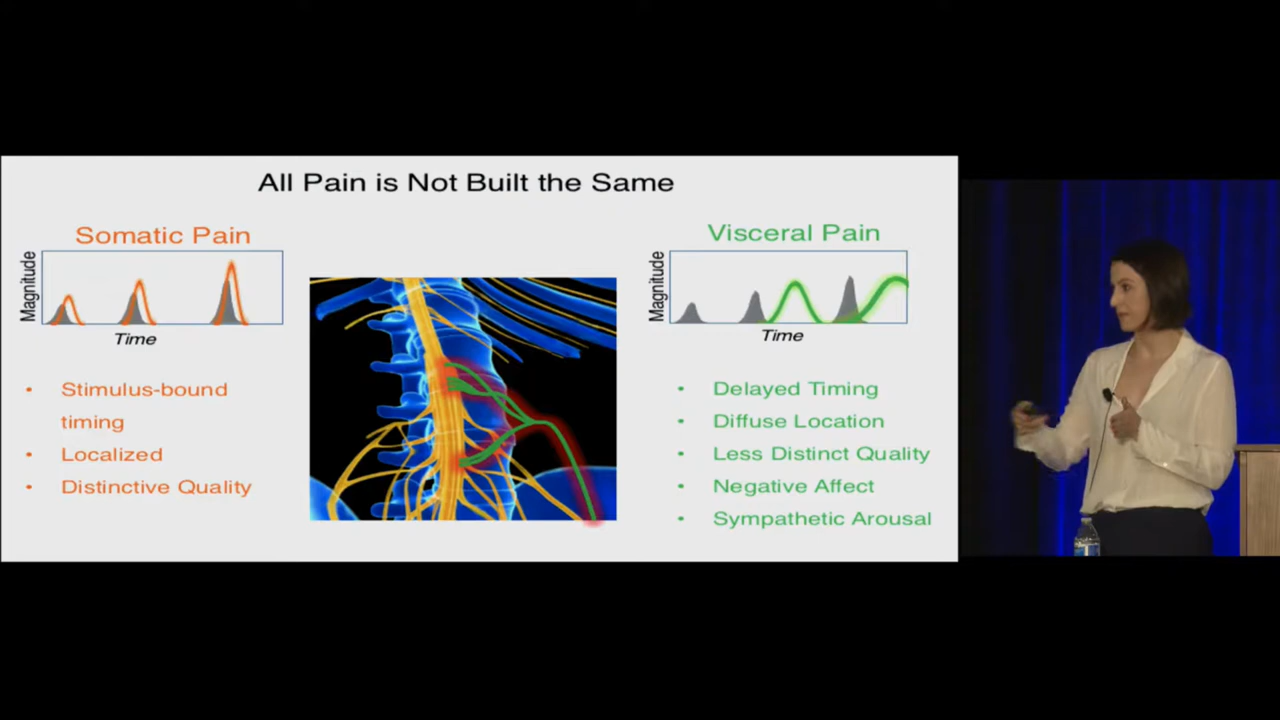 All Pain is Not Built the Same
Somatic Pain
Magnitude
Time
• Stimulus-bound
timing
• Localized
• Distinctive Quality
Visceral Pain
Magnitude
Time
• Delayed Timing
• Diffuse Location
• Less Distinct Quality
• Negative Affect
• Sympathetic Arousal